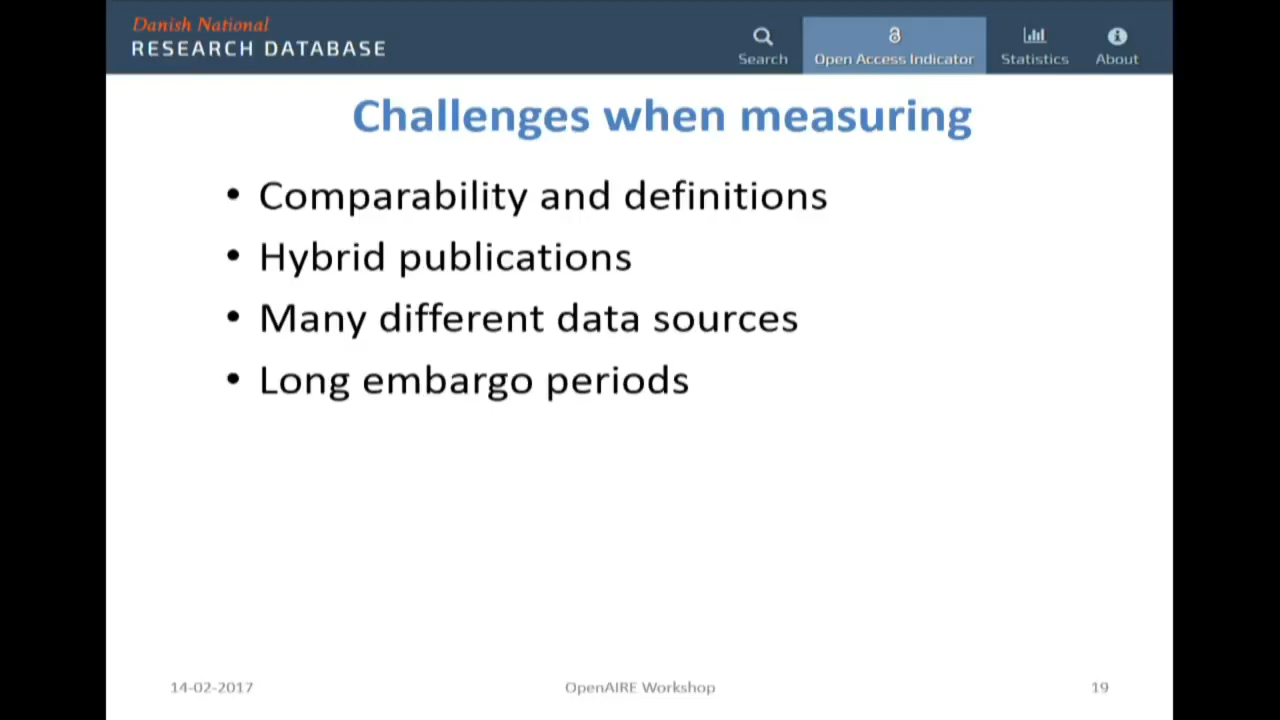 Danish National
RESEARCH DATABASE
Search
Open Access Indicator
Statistics
About
Challenges when measuring
• Comparability and definitions
• Hybrid publications
• Many different data sources
• Long embargo periods
14-02-2017
OpenAIRE Workshop
19